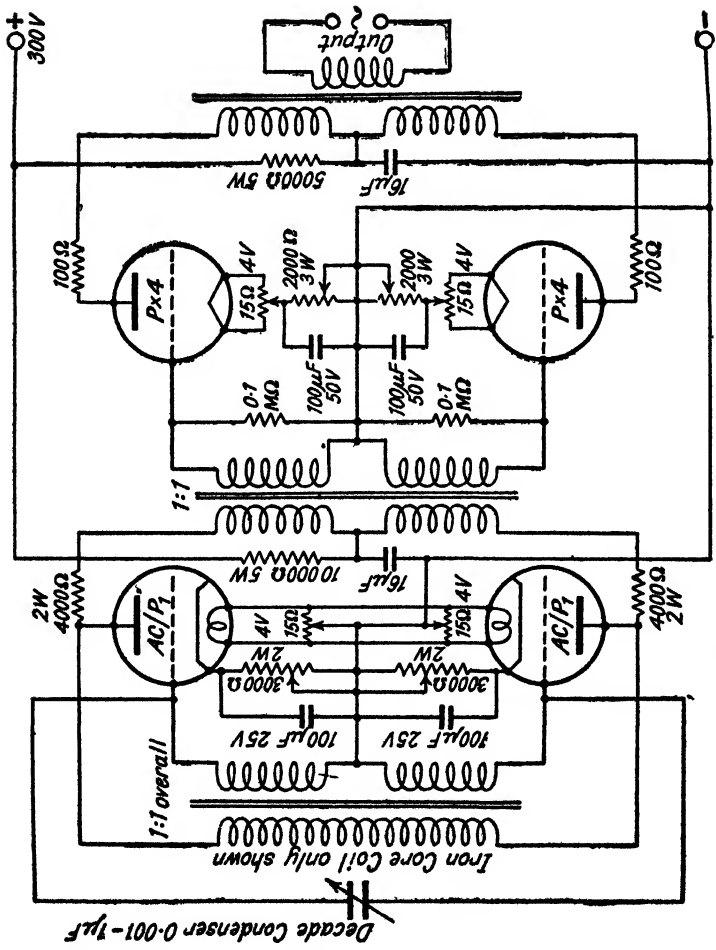 +
300V
−
Output
5000Ω 5W
16μF
100Ω
100Ω
Px4
4V
15Ω
2000Ω
3W
2000
3W
15Ω
4V
Px4
100μF
50V
100μF
50V
0·1
MΩ
0·1
MΩ
1:1
2W
4000Ω
10000Ω
5W
16μF
4000Ω
2W
AC/P₁
4V
15Ω
15Ω
4V
AC/P₁
2W
3000Ω
2W
3000Ω
100μF 25V
100μF 25V
1:1 overall
Iron Core Coil only shown
Decade Condenser 0·001-1μF